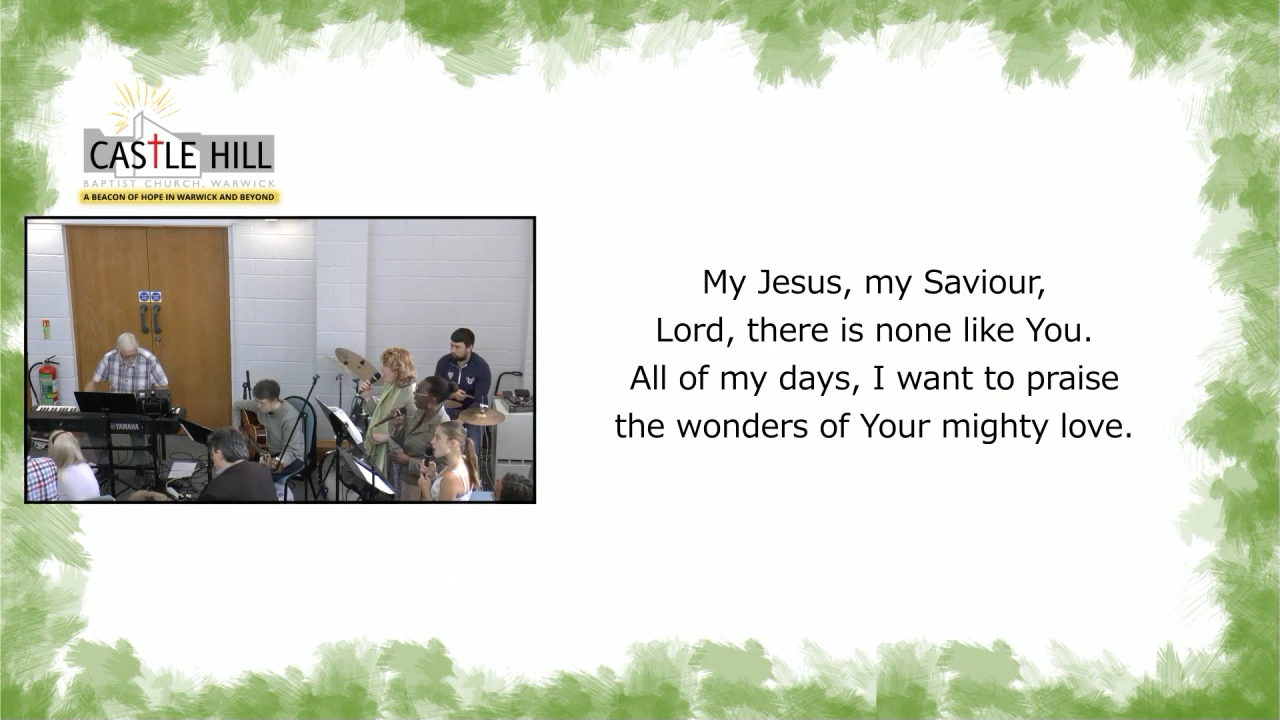 CASTLE HILL
BAPTIST CHURCH, WARWICK
A BEACON OF HOPE IN WARWICK AND BEYOND
YAMAHA
My Jesus, my Saviour,
Lord, there is none like You.
All of my days, I want to praise
the wonders of Your mighty love.